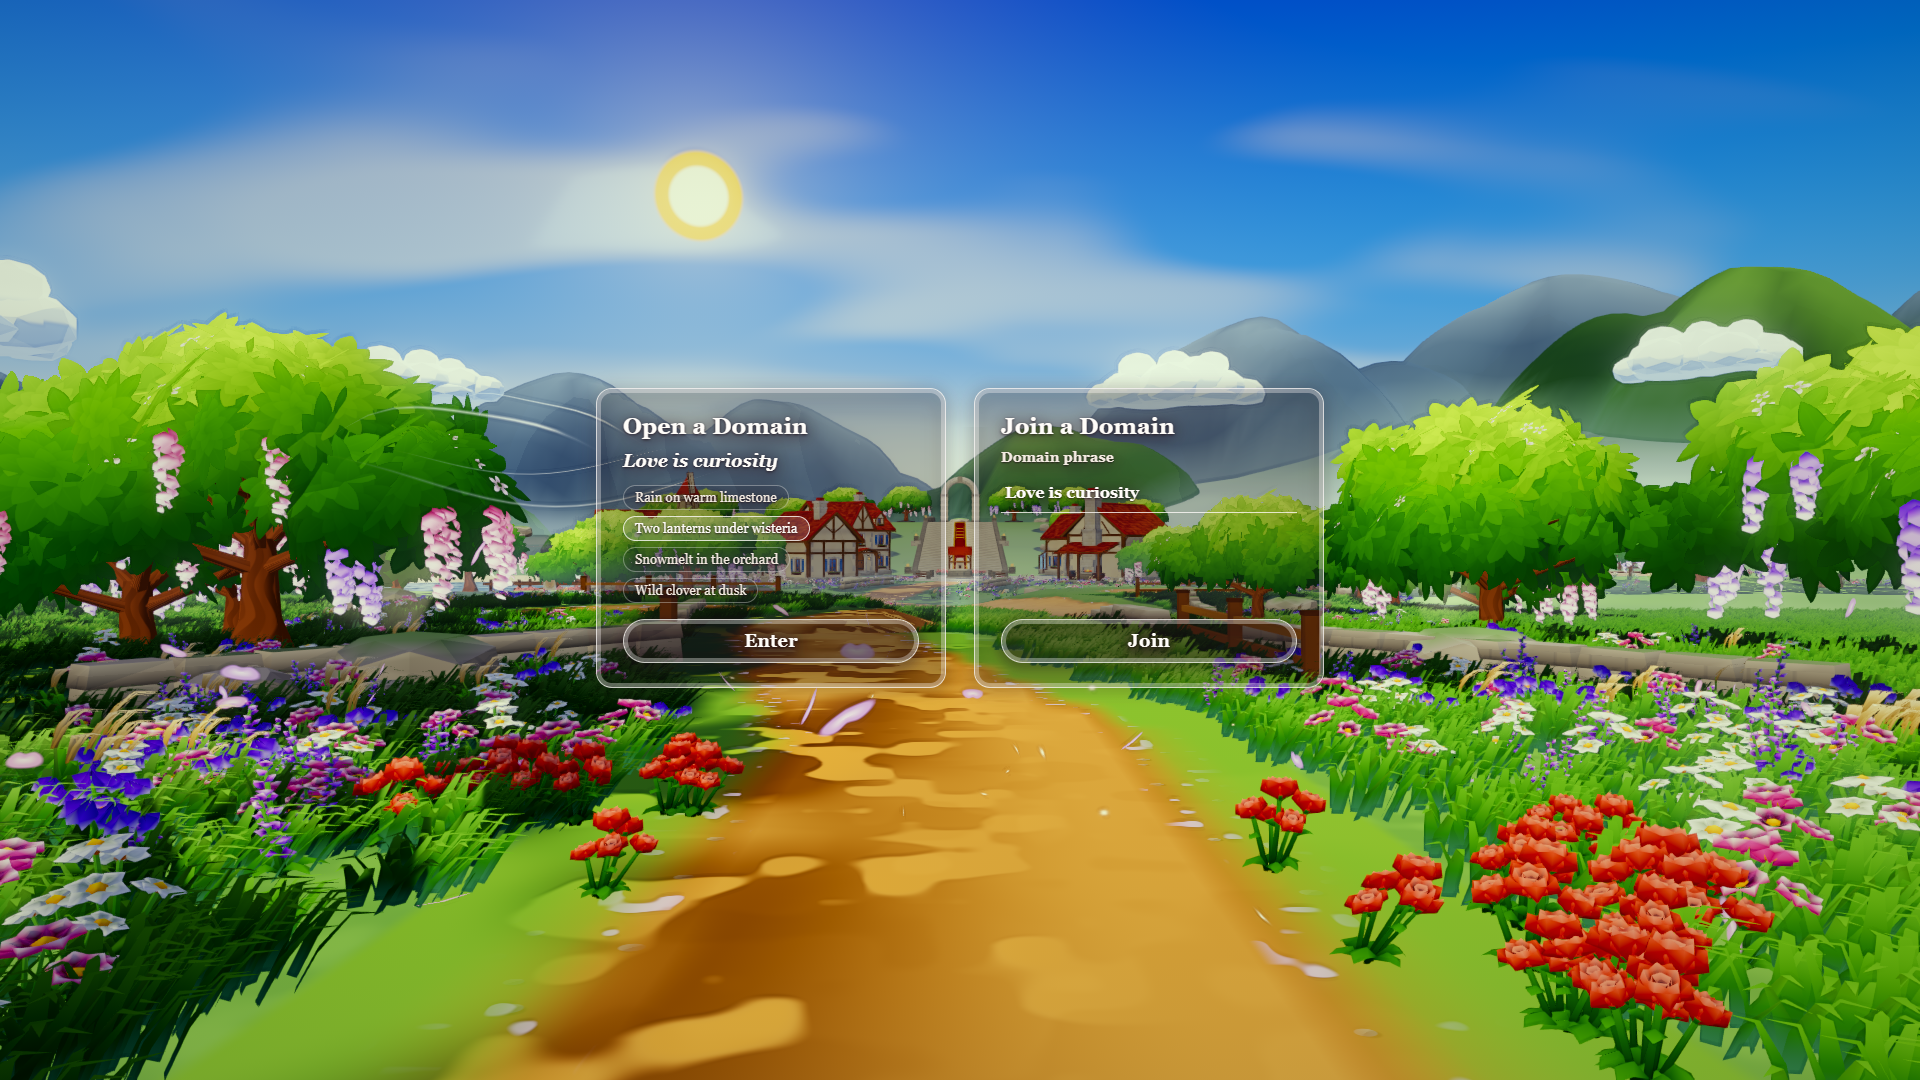 Open a Domain
Love is curiosity
Rain on warm limestone
Two lanterns under wisteria
Snowmelt in the orchard
Wild clover at dusk
Enter
Join a Domain
Domain phrase
Love is curiosity
Join